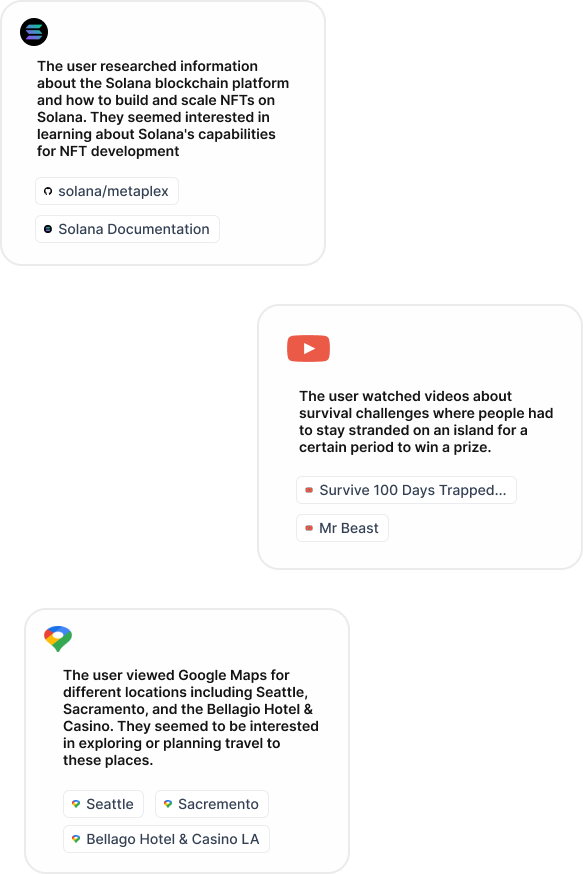 The user researched information
about the Solana blockchain platform
and how to build and scale NFTs on
Solana. They seemed interested in
learning about Solana's capabilities
for NFT development
solana/metaplex
Solana Documentation
The user watched videos about
survival challenges where people had
to stay stranded on an island for a
certain period to win a prize.
Survive 100 Days Trapped...
Mr Beast
The user viewed Google Maps for
different locations including Seattle,
Sacramento, and the Bellagio Hotel &
Casino. They seemed to be interested
in exploring or planning travel to
these places.
Seattle
Sacremento
Bellago Hotel & Casino LA